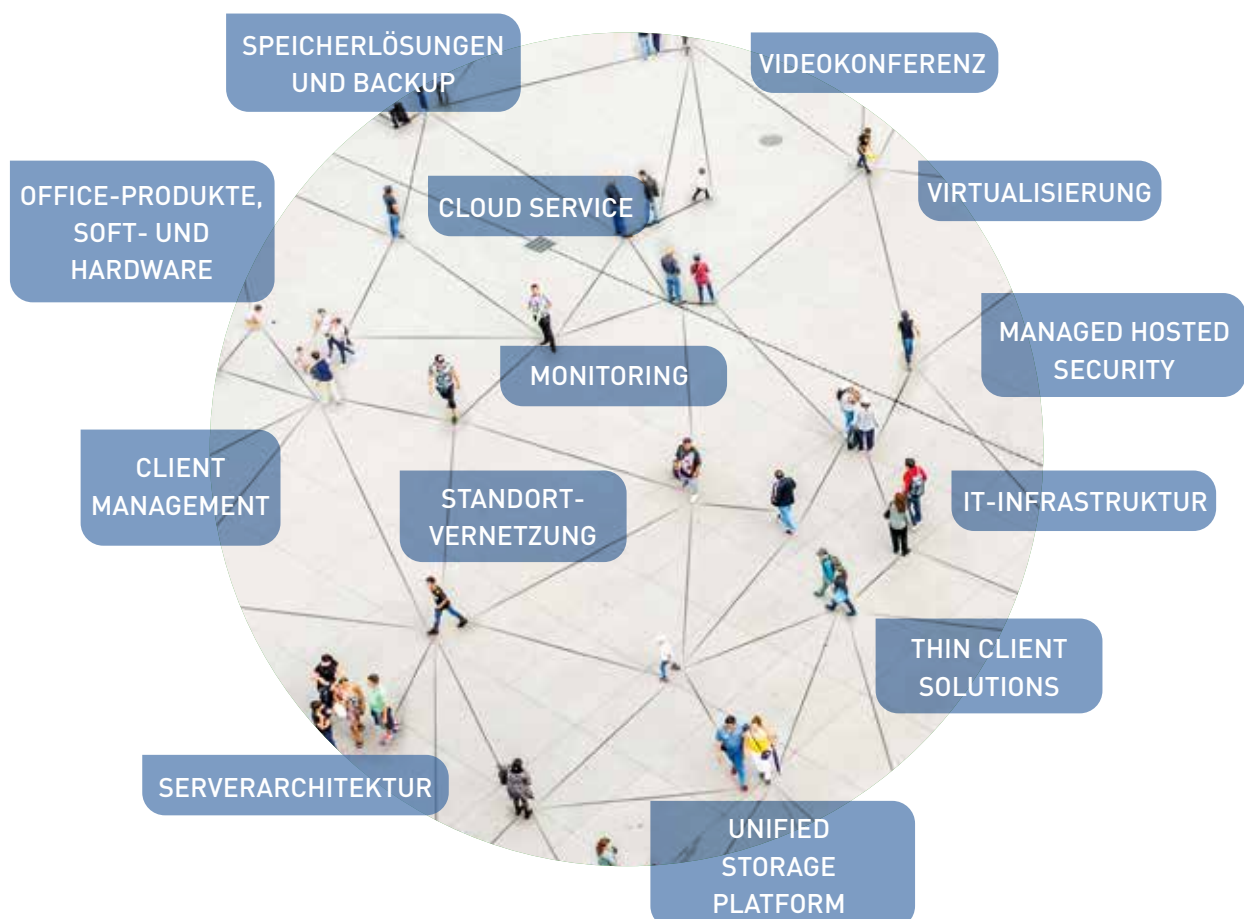 SPEICHERLÖSUNGEN
UND BACKUP
VIDEOKONFERENZ
OFFICE-PRODUKTE,
SOFT- UND
HARDWARE
CLOUD SERVICE
VIRTUALISIERUNG
MONITORING
MANAGED HOSTED
SECURITY
CLIENT
MANAGEMENT
STANDORT-
VERNETZUNG
IT-INFRASTRUKTUR
THIN CLIENT
SOLUTIONS
SERVERARCHITEKTUR
UNIFIED
STORAGE
PLATFORM